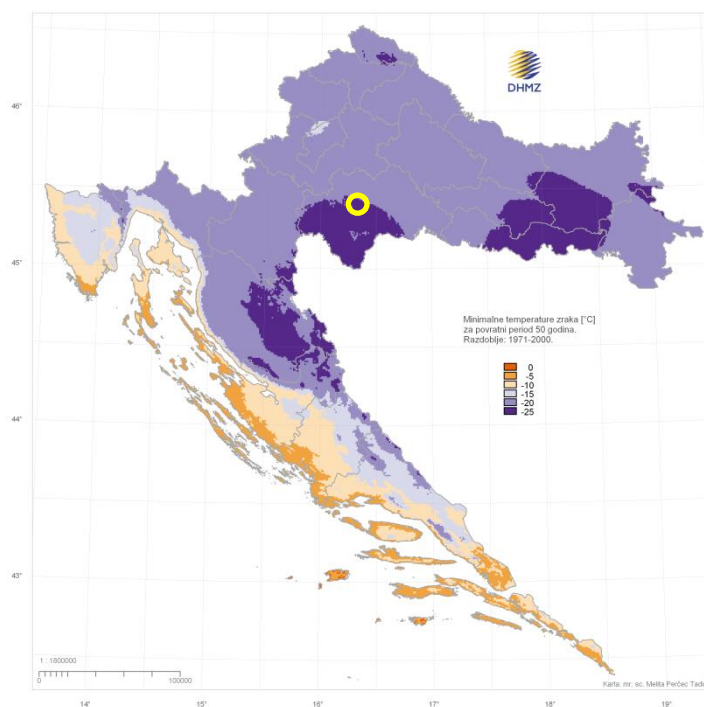 DHMZ
46°
45°
44°
43°
Minimalne temperature zraka [°C]
za povratni period 50 godina.
Razdoblje: 1971-2000.
0
-5
-10
-15
-20
-25
1 : 1800000
0 100000
Karta: mr. sc. Melita Perčec Tadić
14° 15° 16° 17° 18° 19°